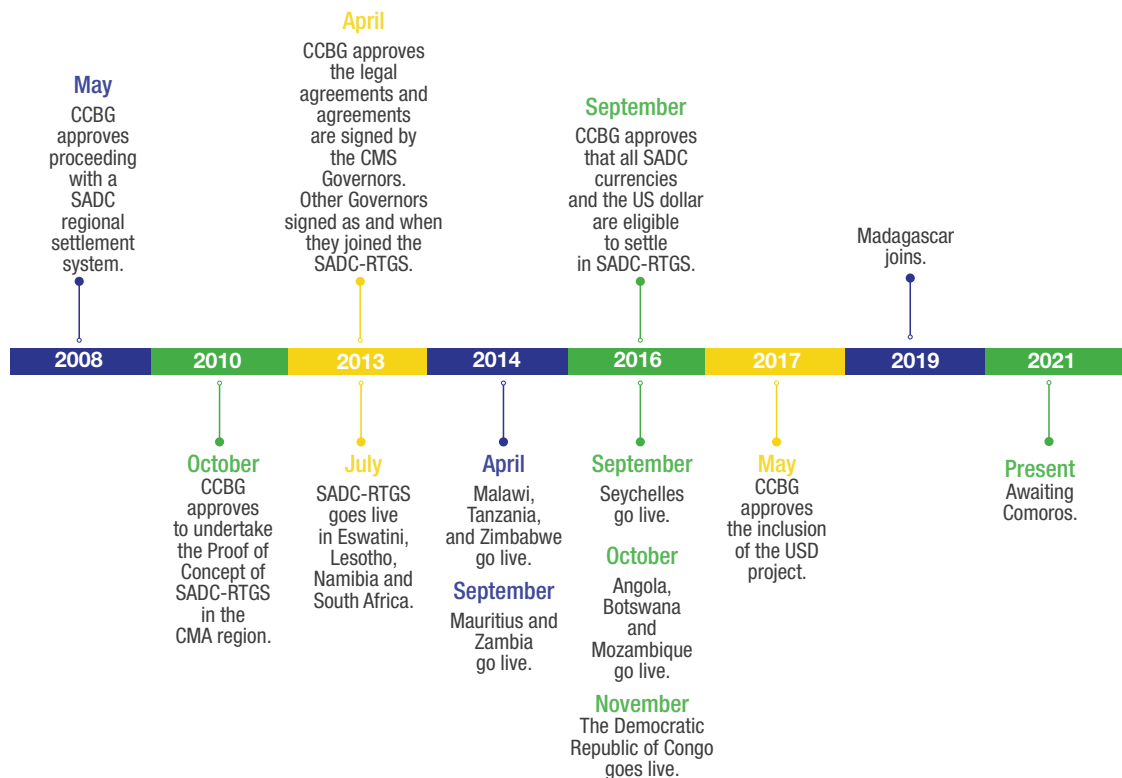 May
CCBG
approves
proceeding
with a
SADC
regional
settlement
system.
April
CCBG approves
the legal
agreements and
agreements
are signed by
the CMS
Governors.
Other Governors
signed as and when
they joined the
SADC-RTGS.
September
CCBG approves
that all SADC
currencies
and the US dollar
are eligible
to settle
in SADC-RTGS.
Madagascar
joins.
2008
2010
2013
2014
2016
2017
2019
2021
October
CCBG
approves
to undertake
the Proof of
Concept of
SADC-RTGS
in the
CMA region.
July
SADC-RTGS
goes live
in Eswatini,
Lesotho,
Namibia and
South Africa.
April
Malawi,
Tanzania,
and Zimbabwe
go live.
September
Mauritius and
Zambia
go live.
September
Seychelles
go live.
October
Angola,
Botswana
and
Mozambique
go live.
November
The Democratic
Republic of Congo
goes live.
May
CCBG
approves
the inclusion
of the USD
project.
Present
Awaiting
Comoros.